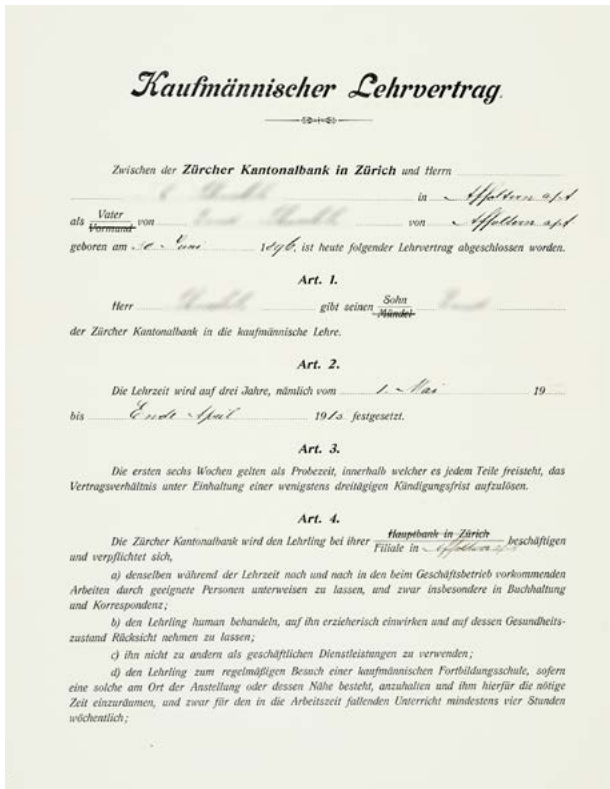 Kaufmännischer Lehrvertrag.
Zwischen der Zürcher Kantonalbank in Zürich und Herrn
in Affoltern a/A
als Vater Vormund von von Affoltern a/A
geboren am Juni 1896, ist heute folgender Lehrvertrag abgeschlossen worden.
Art. 1.
Herr gibt seinen Sohn Mündel
der Zürcher Kantonalbank in die kaufmännische Lehre.
Art. 2.
Die Lehrzeit wird auf drei Jahre, nämlich vom 1. Mai 19
bis Ende April 1915 festgesetzt.
Art. 3.
Die ersten sechs Wochen gelten als Probezeit, innerhalb welcher es jedem Teile freisteht, das
Vertragsverhältnis unter Einhaltung einer wenigstens dreitägigen Kündigungsfrist aufzulösen.
Art. 4.
Die Zürcher Kantonalbank wird den Lehrling bei ihrer Hauptbank in Zürich Filiale in Affoltern a/A beschäftigen
und verpflichtet sich,
a) denselben während der Lehrzeit nach und nach in den beim Geschäftsbetrieb vorkommenden
Arbeiten durch geeignete Personen unterweisen zu lassen, und zwar insbesondere in Buchhaltung
und Korrespondenz;
b) den Lehrling human behandeln, auf ihn erzieherisch einwirken und auf dessen Gesundheits-
zustand Rücksicht nehmen zu lassen;
c) ihn nicht zu andern als geschäftlichen Dienstleistungen zu verwenden;
d) den Lehrling zum regelmäßigen Besuch einer kaufmännischen Fortbildungsschule, sofern
eine solche am Ort der Anstellung oder dessen Nähe besteht, anzuhalten und ihm hierfür die nötige
Zeit einzuräumen, und zwar für den in die Arbeitszeit fallenden Unterricht mindestens vier Stunden
wöchentlich;